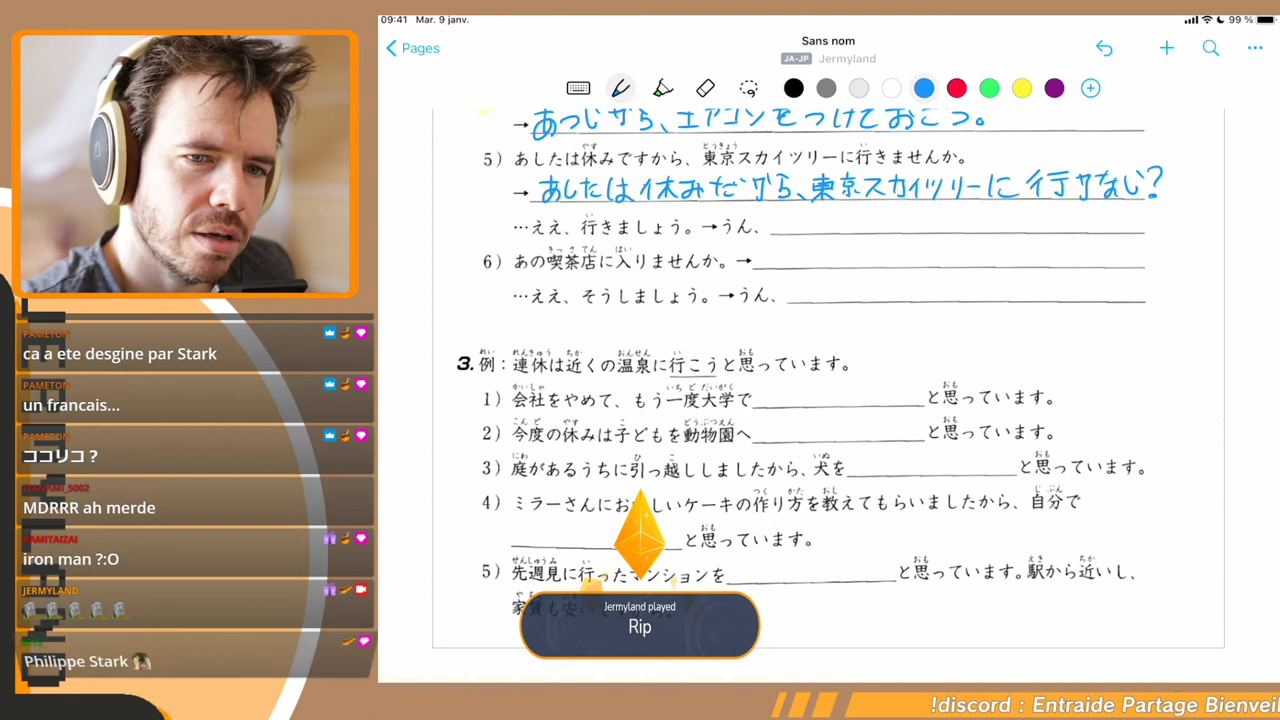 09:41 Mar. 9 janv.
99 %
Pages
Sans nom
JA-JP Jermyland
→あついから、エアコンをつけておこう。
5) あしたは休みですから、東京スカイツリーに行きませんか。
→あしたは休みだから、東京スカイツリーに行かない?
…ええ、行きましょう。→うん、
6) あの喫茶店に入りませんか。→
…ええ、そうしましょう。→うん、
3. 例:連休は近くの温泉に行こうと思っています。
1) 会社をやめて、もう一度大学で と思っています。
2) 今度の休みは子どもを動物園へ と思っています。
3) 庭があるうちに引っ越ししましたから、犬を と思っています。
4) ミラーさんにおいしいケーキの作り方を教えてもらいましたから、自分で
と思っています。
5) 先週見に行ったマンションを と思っています。駅から近いし、
家賃も安い
PAMETON
ca a ete desgine par Stark
PAMETON
un francais...
PAMETON
ココリコ?
MDRRR ah merde
KAMITAIZAI
iron man ?:O
JERMYLAND
Philippe Stark
Jermyland played
Rip
!discord : Entraide Partage Bienveil